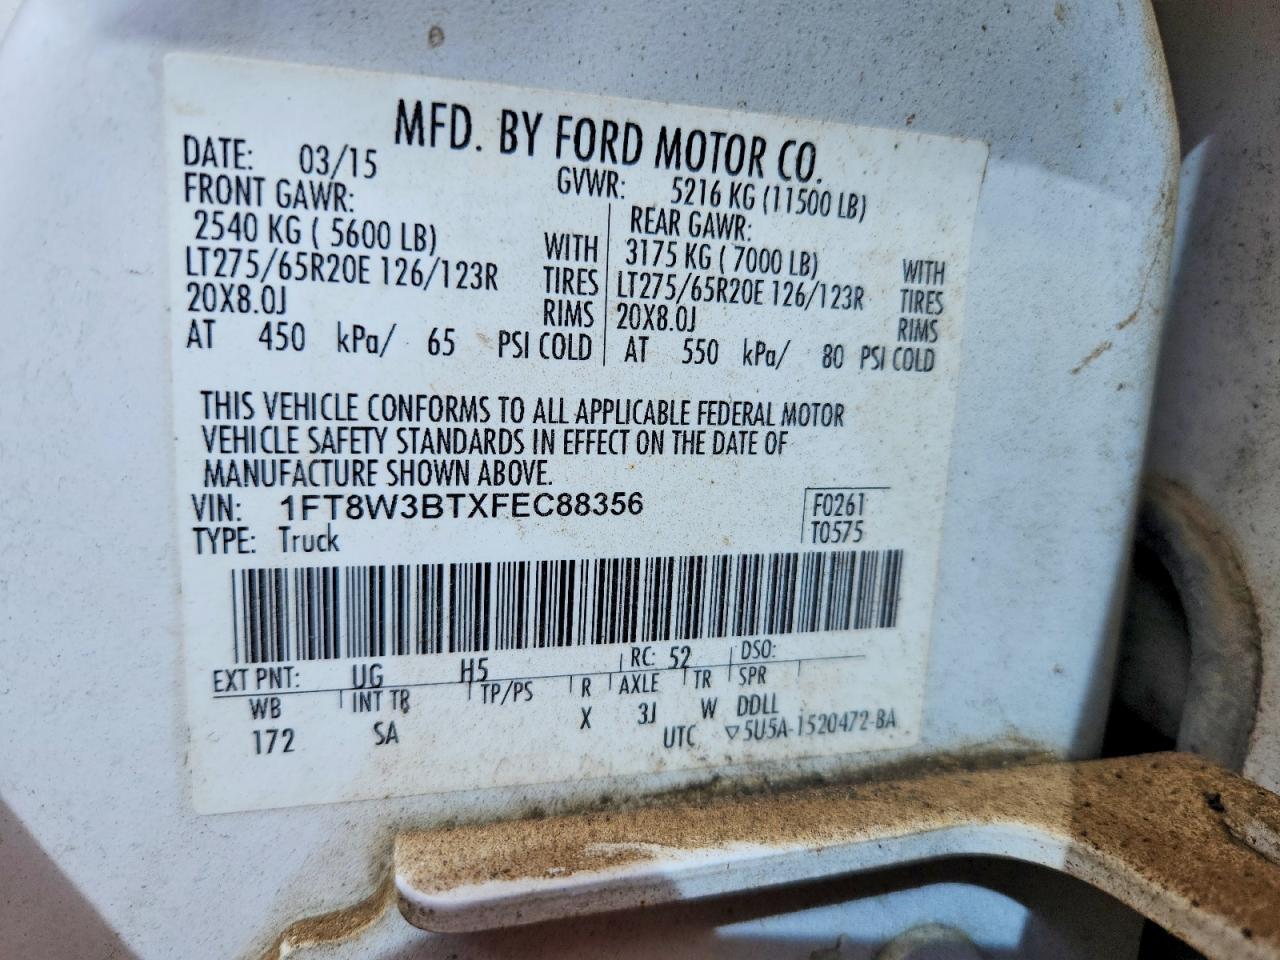 MFD. BY FORD MOTOR CO.
DATE: 03/15 GVWR: 5216 KG (11500 LB)
FRONT GAWR: REAR GAWR:
2540 KG ( 5600 LB) WITH 3175 KG ( 7000 LB) WITH
LT275/65R20E 126/123R TIRES LT275/65R20E 126/123R TIRES
20X8.0J RIMS 20X8.0J RIMS
AT 450 kPa/ 65 PSI COLD AT 550 kPa/ 80 PSI COLD
THIS VEHICLE CONFORMS TO ALL APPLICABLE FEDERAL MOTOR
VEHICLE SAFETY STANDARDS IN EFFECT ON THE DATE OF
MANUFACTURE SHOWN ABOVE.
VIN: 1FT8W3BTXFEC88356 F0261
TYPE: Truck T0575
EXT PNT: UG H5 RC: 52 DSO:
WB INT TR TP/PS R AXLE TR SPR
172 SA X 3J W DDLL
UTC ▽5U5A-1520472-BA